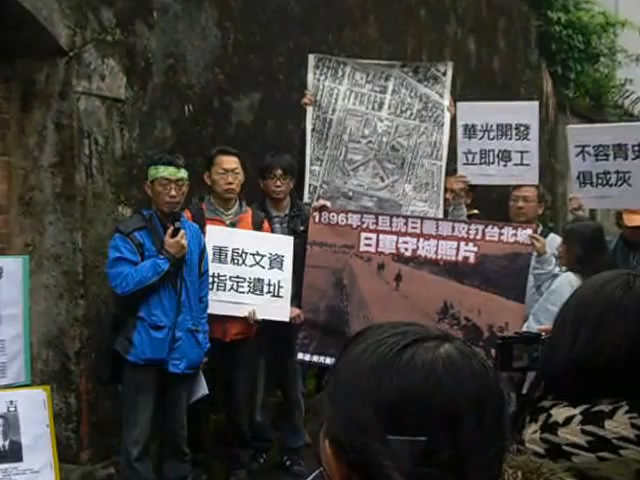 華光開發
立即停工
不容青史
俱成灰
重啟文資
指定遺址
1896年元旦抗日義軍攻打台北城
日軍守城照片
吉